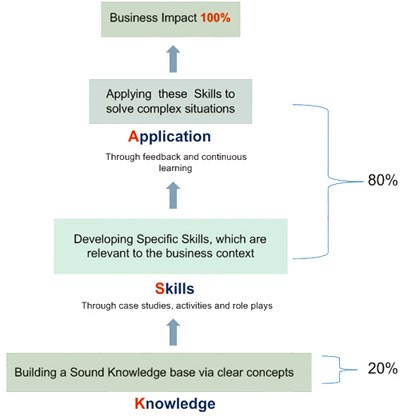 Business Impact 100%
Applying these Skills to
solve complex situations
Application
Through feedback and continuous
learning
80%
Developing Specific Skills, which are
relevant to the business context
Skills
Through case studies, activities and role plays
Building a Sound Knowledge base via clear concepts
20%
Knowledge